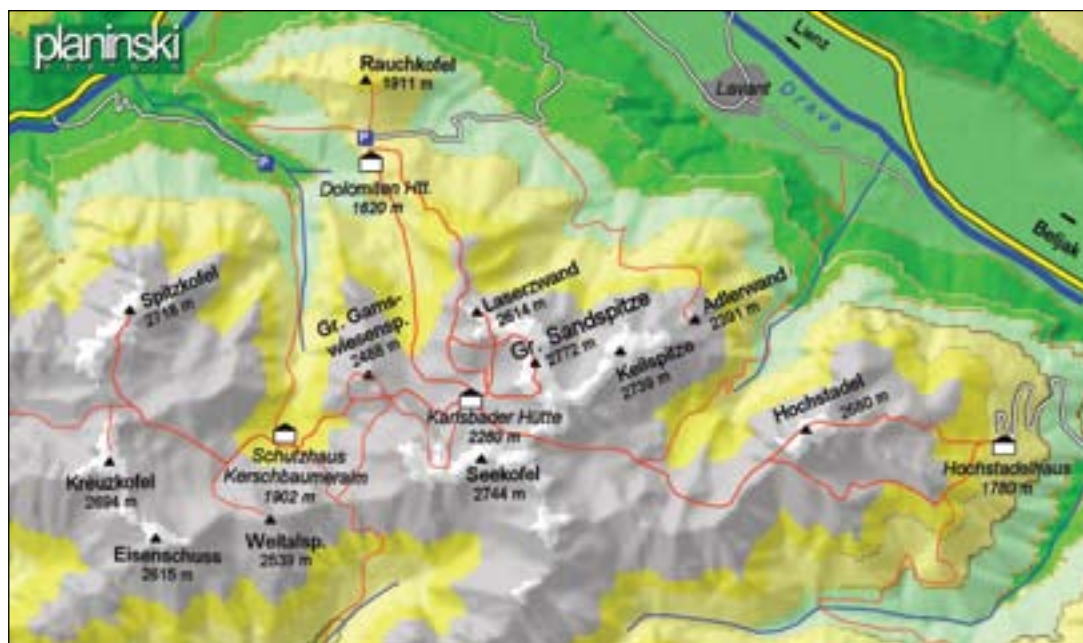 planinski
Rauchkofel
1911 m
Lienz
Lavant
Drava
Beljak
Dolomiten Htt.
1620 m
Spitzkofel
2718 m
Gr. Gams-
wiesensp.
2488 m
Laserzwand
2614 m
Gr. Sandspitze
2772 m
Keilspitze
2739 m
Adlerwand
2391 m
Karlsbader Hütte
2260 m
Hochstadel
2680 m
Schutzhaus
Kerschbaumeralm
1902 m
Seekofel
2744 m
Hochstadelhaus
1780 m
Kreuzkofel
2694 m
Eisenschuss
2615 m
Weitalsp.
2539 m